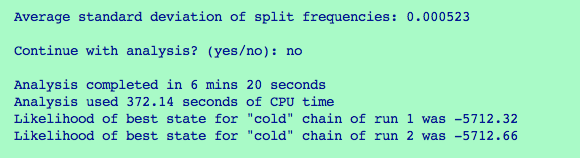 Average standard deviation of split frequencies: 0.000523
Continue with analysis? (yes/no): no
Analysis completed in 6 mins 20 seconds
Analysis used 372.14 seconds of CPU time
Likelihood of best state for "cold" chain of run 1 was -5712.32
Likelihood of best state for "cold" chain of run 2 was -5712.66